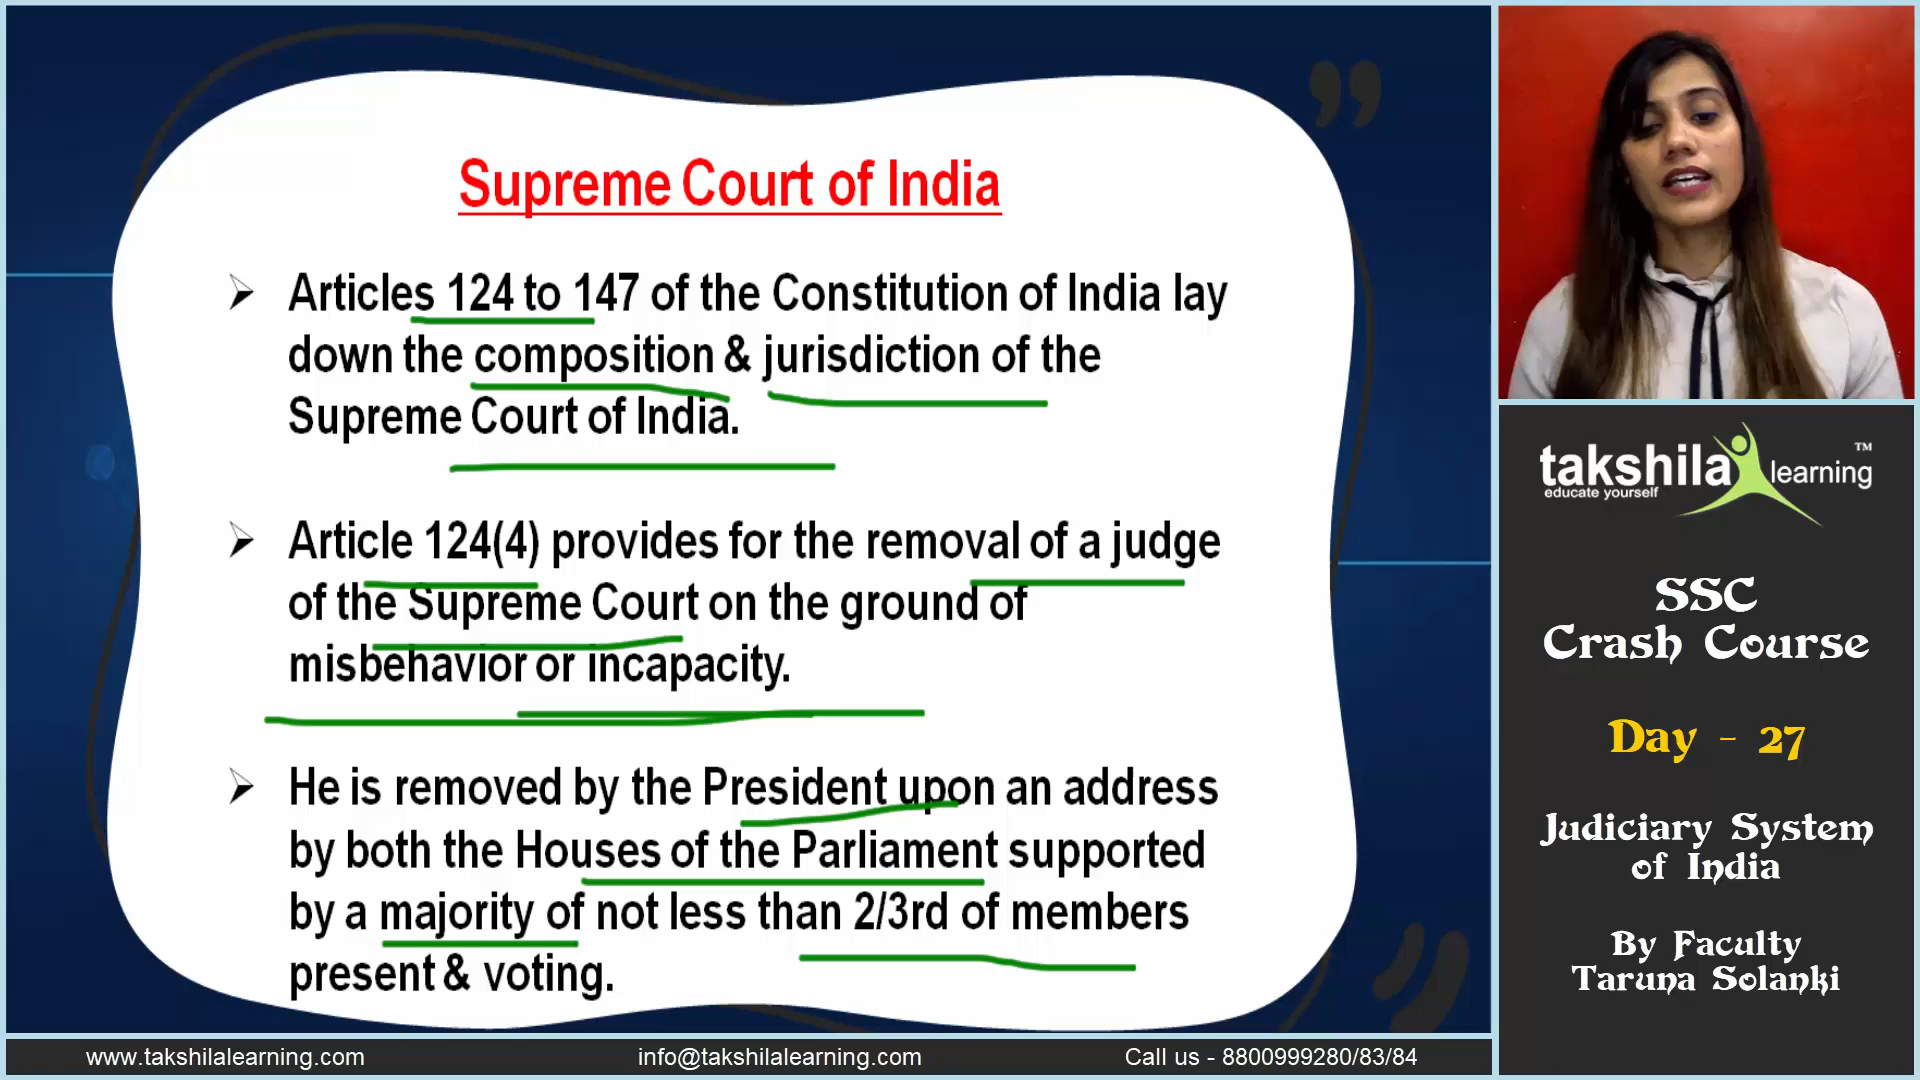 Supreme Court of India
Articles 124 to 147 of the Constitution of India lay
down the composition & jurisdiction of the
Supreme Court of India.
Article 124(4) provides for the removal of a judge
of the Supreme Court on the ground of
misbehavior or incapacity.
He is removed by the President upon an address
by both the Houses of the Parliament supported
by a majority of not less than 2/3rd of members
present & voting.
takshila learning ™
educate yourself
SSC
Crash Course
Day - 27
Judiciary System
of India
By Faculty
Taruna Solanki
www.takshilalearning.com info@takshilalearning.com Call us - 8800999280/83/84